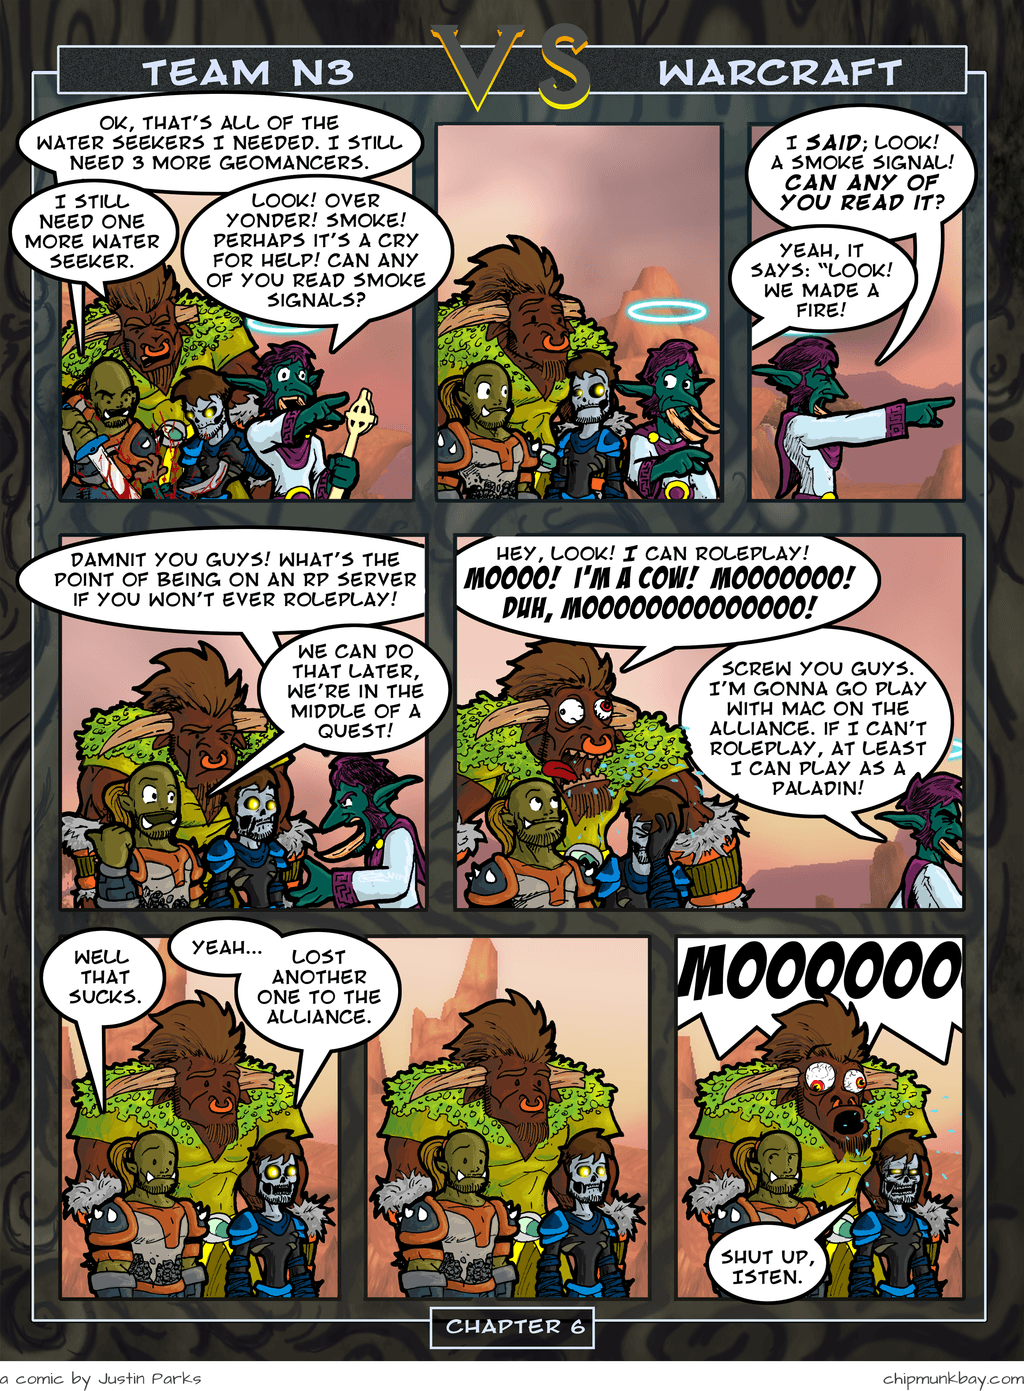 TEAM N3 VS WARCRAFT
OK, THAT'S ALL OF THE
WATER SEEKERS I NEEDED. I STILL
NEED 3 MORE GEOMANCERS.
I STILL
NEED ONE
MORE WATER
SEEKER.
LOOK! OVER
YONDER! SMOKE!
PERHAPS IT'S A CRY
FOR HELP! CAN ANY
OF YOU READ SMOKE
SIGNALS?
I SAID; LOOK!
A SMOKE SIGNAL!
CAN ANY OF
YOU READ IT?
YEAH, IT
SAYS: "LOOK!
WE MADE A
FIRE!
DAMNIT YOU GUYS! WHAT'S THE
POINT OF BEING ON AN RP SERVER
IF YOU WON'T EVER ROLEPLAY!
WE CAN DO
THAT LATER,
WE'RE IN THE
MIDDLE OF A
QUEST!
HEY, LOOK! I CAN ROLEPLAY!
MOOOO! I'M A COW! MOOOOOOO!
DUH, MOOOOOOOOOOOOOO!
SCREW YOU GUYS.
I'M GONNA GO PLAY
WITH MAC ON THE
ALLIANCE. IF I CAN'T
ROLEPLAY, AT LEAST
I CAN PLAY AS A
PALADIN!
WELL
THAT
SUCKS.
YEAH...
LOST
ANOTHER
ONE TO THE
ALLIANCE.
MOOOOOO
SHUT UP,
ISTEN.
CHAPTER 6
a comic by Justin Parks
chipmunkbay.com